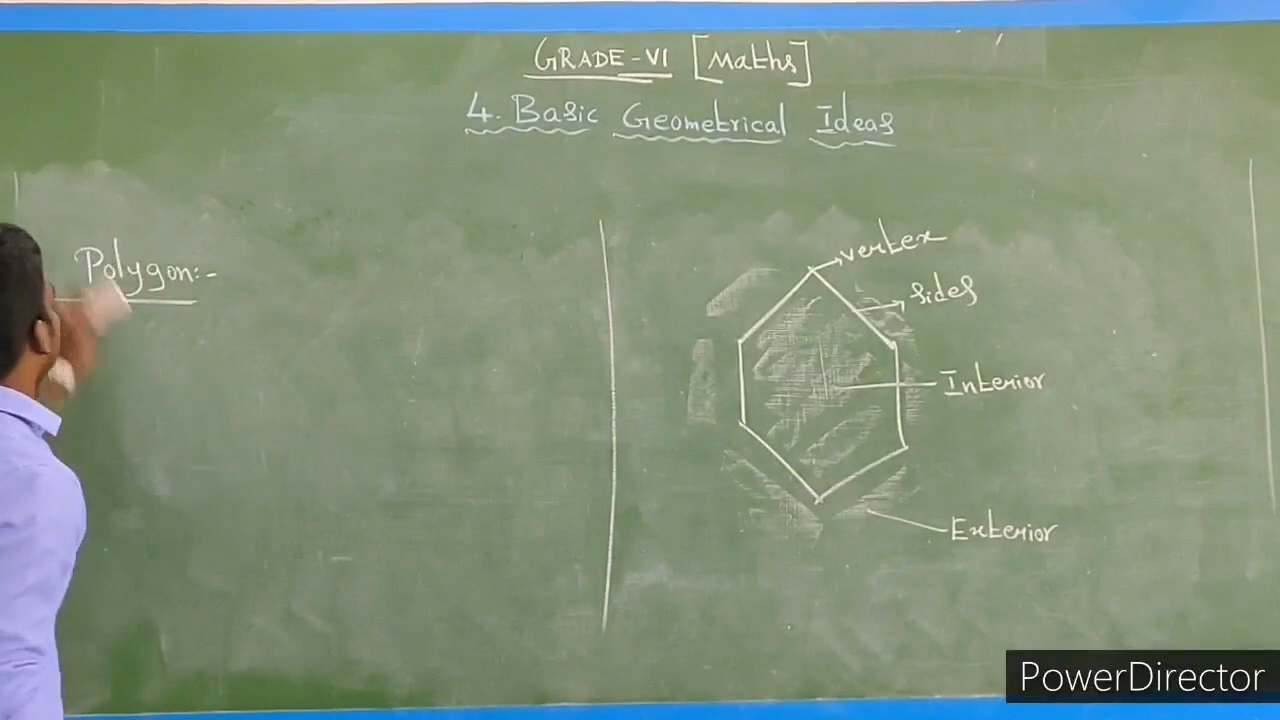 GRADE-VI [Maths]
4. Basic Geometrical Ideas
Polygon:-
vertex
sides
Interior
Exterior
PowerDirector